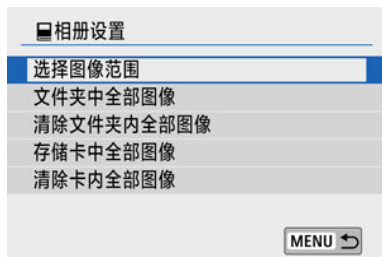 相册设置
选择图像范围
文件夹中全部图像
清除文件夹内全部图像
存储卡中全部图像
清除卡内全部图像
MENU